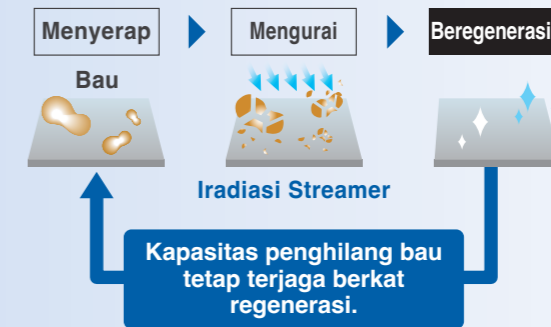 Menyerap
Mengurai
Beregenerasi
Bau
Iradiasi Streamer
Kapasitas penghilang bau
tetap terjaga berkat
regenerasi.